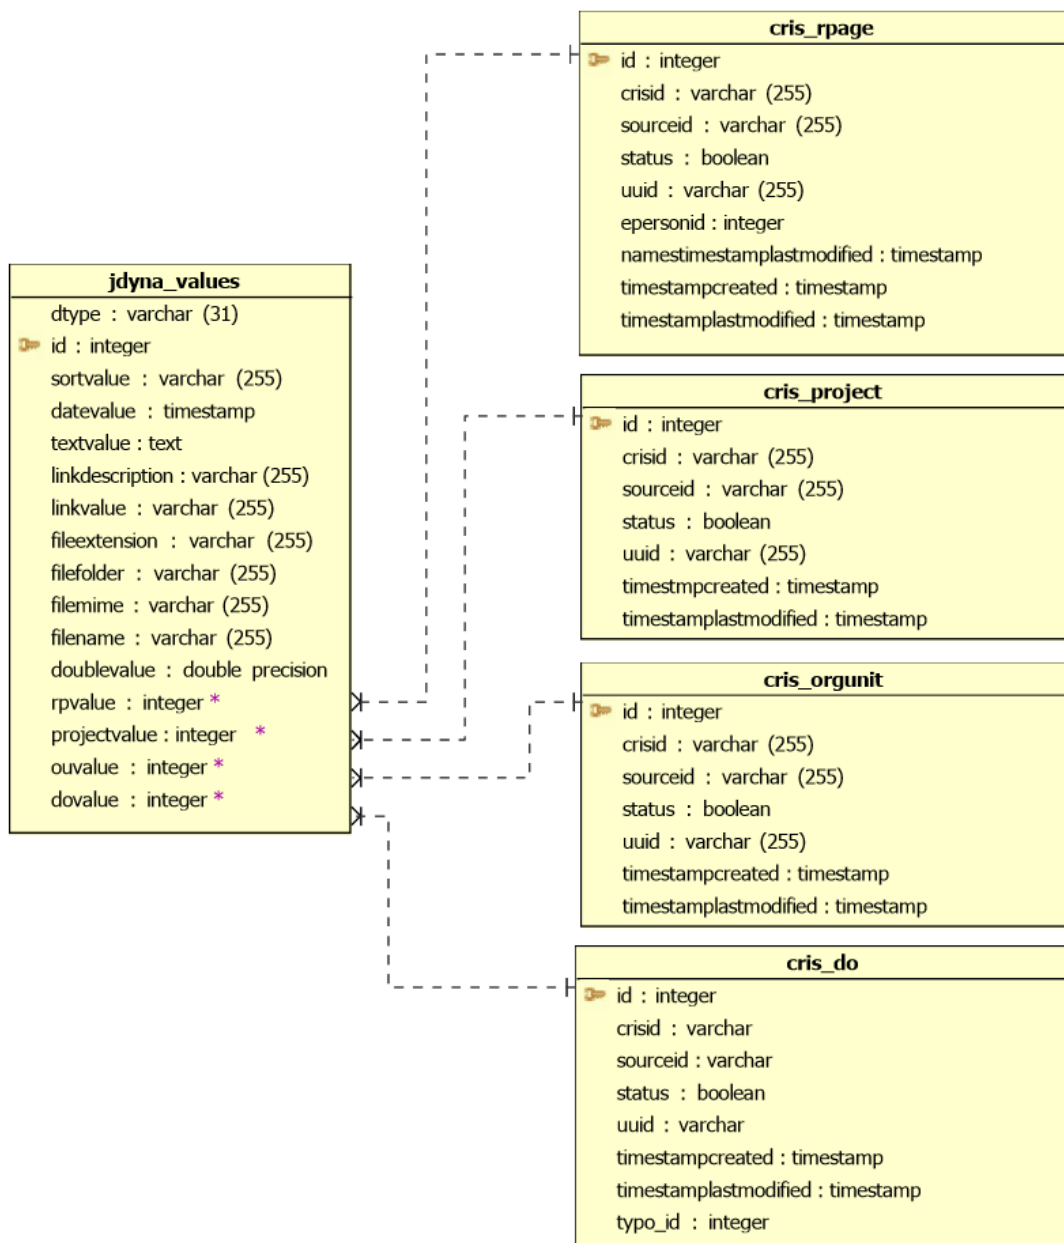 jdyna_values
dtype : varchar (31)
id : integer
sortvalue : varchar (255)
datevalue : timestamp
textvalue : text
linkdescription : varchar (255)
linkvalue : varchar (255)
fileextension : varchar (255)
filefolder : varchar (255)
filemime : varchar (255)
filename : varchar (255)
doublevalue : double precision
rpvalue : integer *
projectvalue : integer *
ouvalue : integer *
dovalue : integer *
cris_rpage
id : integer
crisid : varchar (255)
sourceid : varchar (255)
status : boolean
uuid : varchar (255)
epersonid : integer
namestimestamplastmodified : timestamp
timestampcreated : timestamp
timestamplastmodified : timestamp
cris_project
id : integer
crisid : varchar (255)
sourceid : varchar (255)
status : boolean
uuid : varchar (255)
timestmpcreated : timestamp
timestamplastmodified : timestamp
cris_orgunit
id : integer
crisid : varchar (255)
sourceid : varchar (255)
status : boolean
uuid : varchar (255)
timestampcreated : timestamp
timestamplastmodified : timestamp
cris_do
id : integer
crisid : varchar
sourceid : varchar
status : boolean
uuid : varchar
timestampcreated : timestamp
timestamplastmodified : timestamp
typo_id : integer